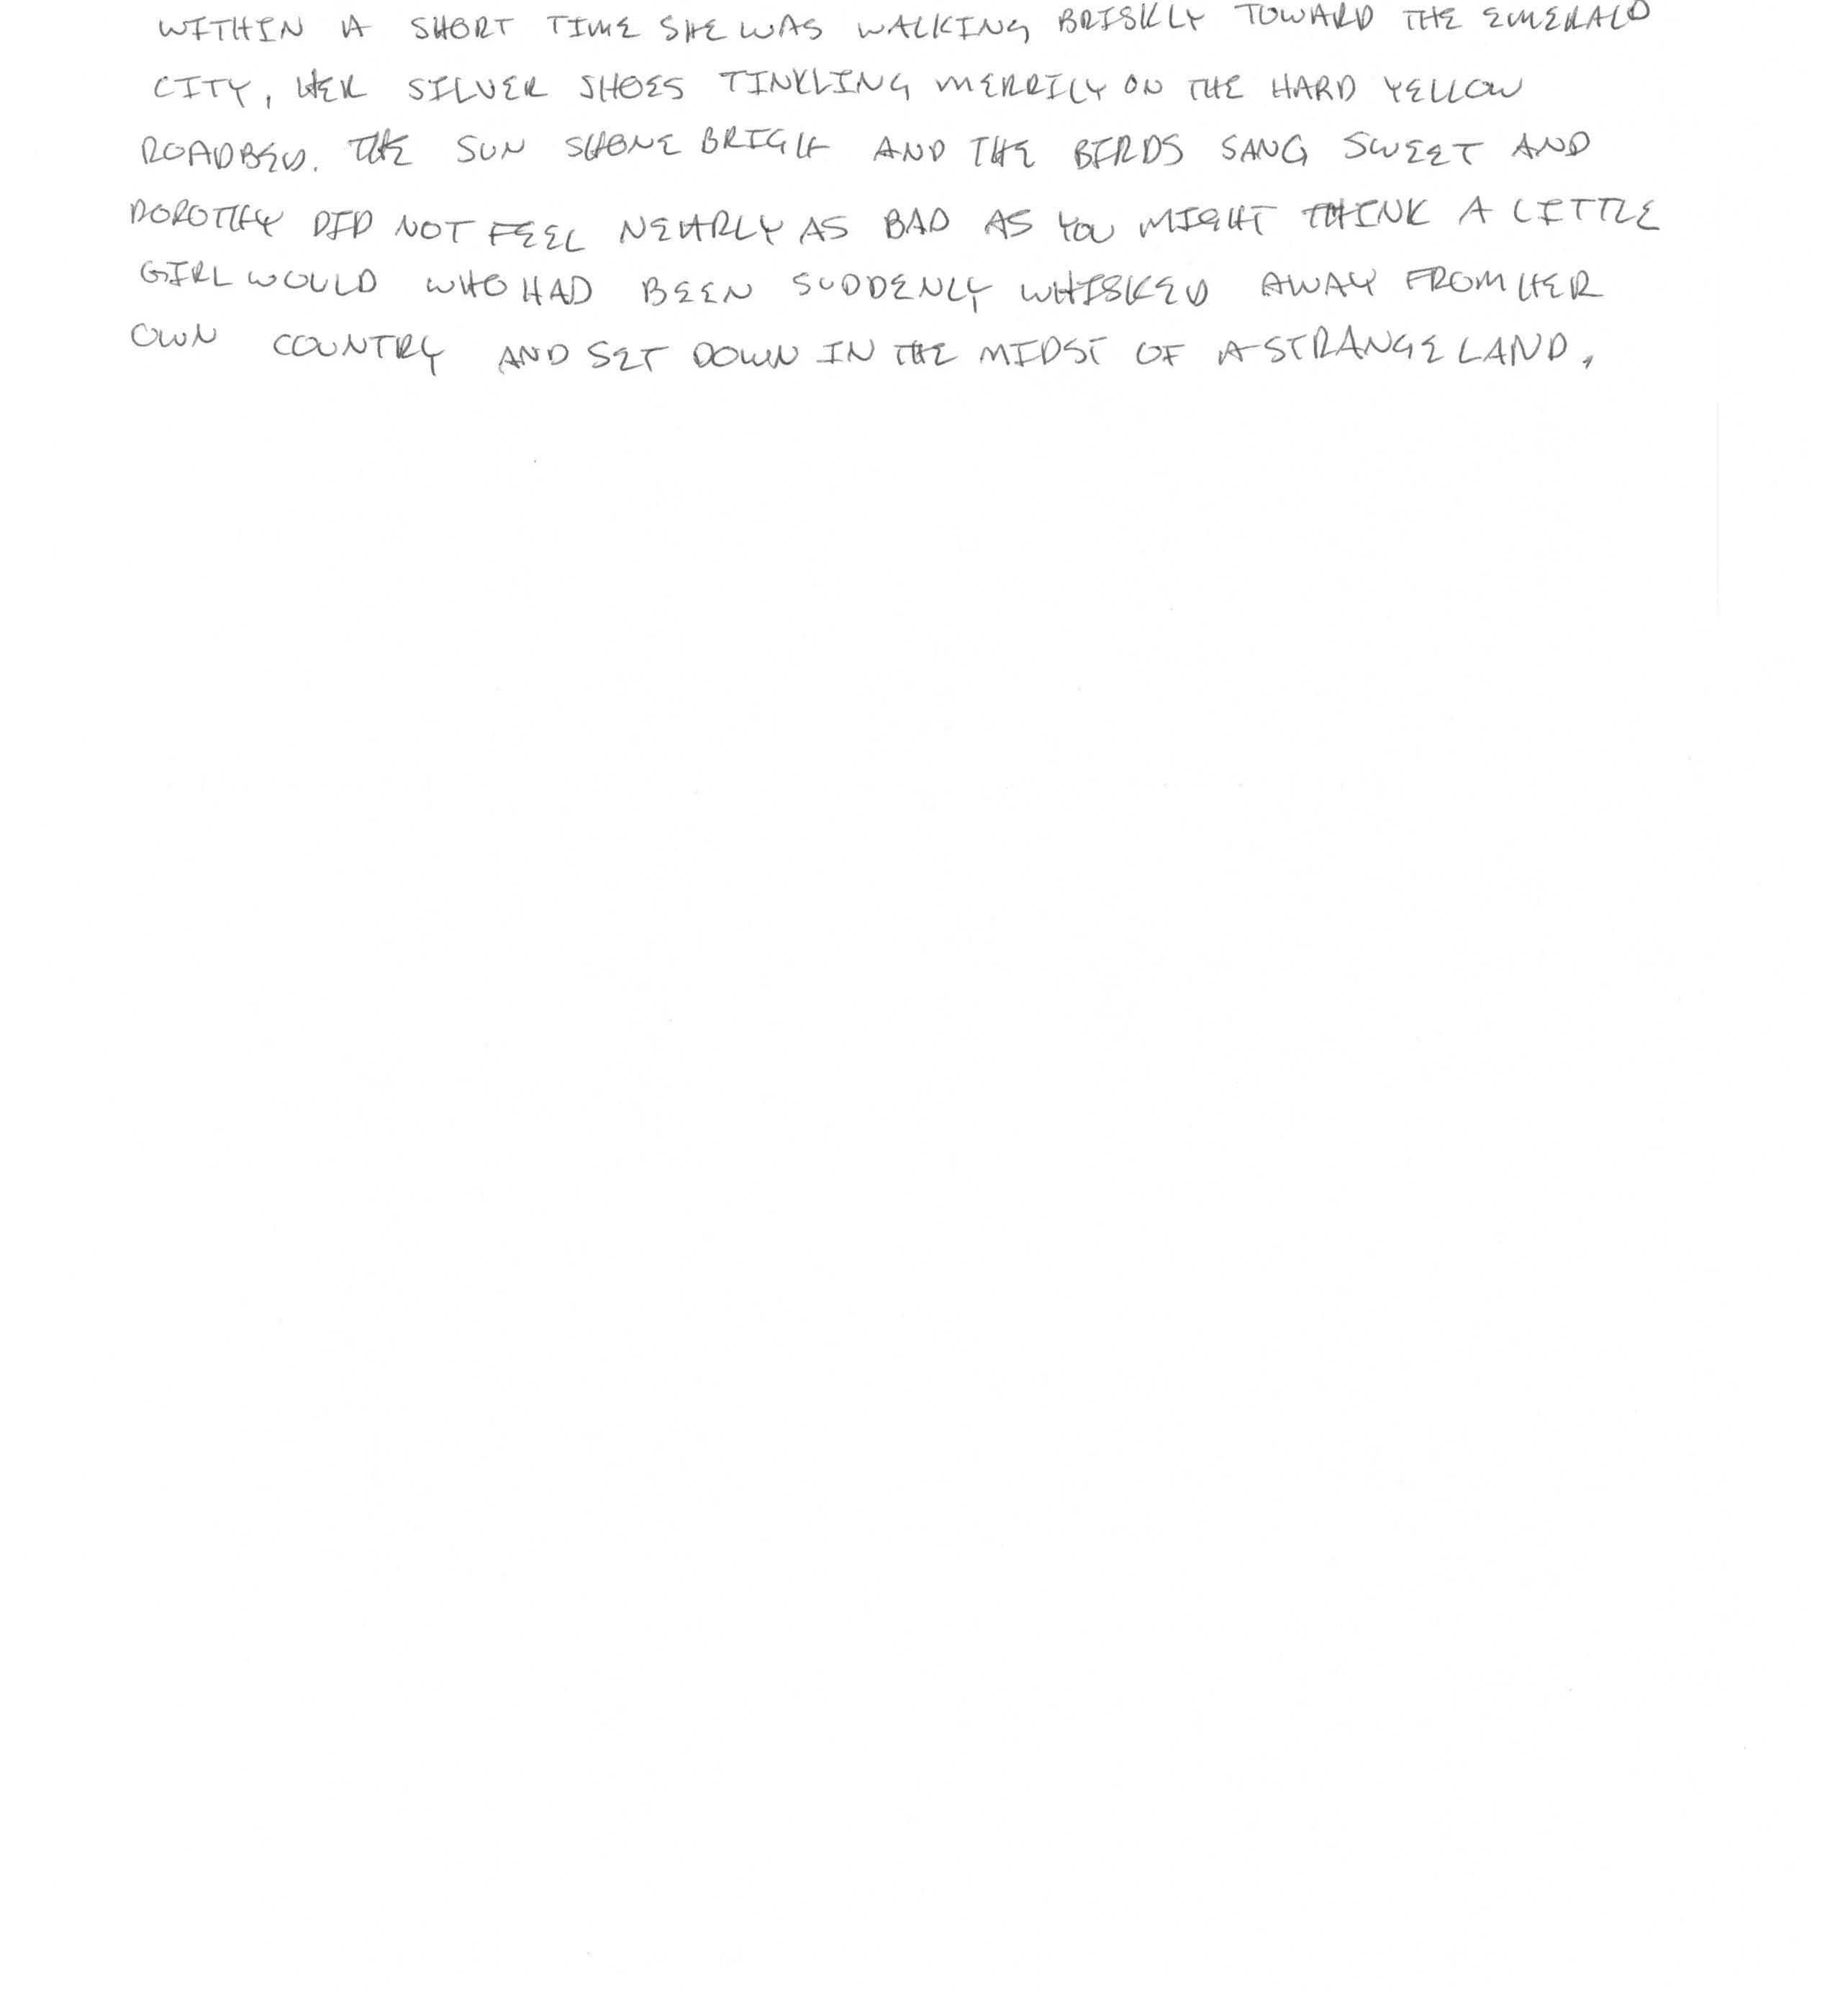 WITHIN A SHORT TIME SHE WAS WALKING BRISKLY TOWARD THE EMERALD
CITY, HER SILVER SHOES TINKLING MERRILY ON THE HARD YELLOW
ROADBED. THE SUN SHONE BRIGH AND THE BIRDS SANG SWEET AND
DOROTHY DID NOT FEEL NEARLY AS BAD AS YOU MIGHT THINK A LITTLE
GIRL WOULD WHO HAD BEEN SUDDENLY WHISKED AWAY FROM HER
OWN COUNTRY AND SET DOWN IN THE MIDST OF A STRANGE LAND.